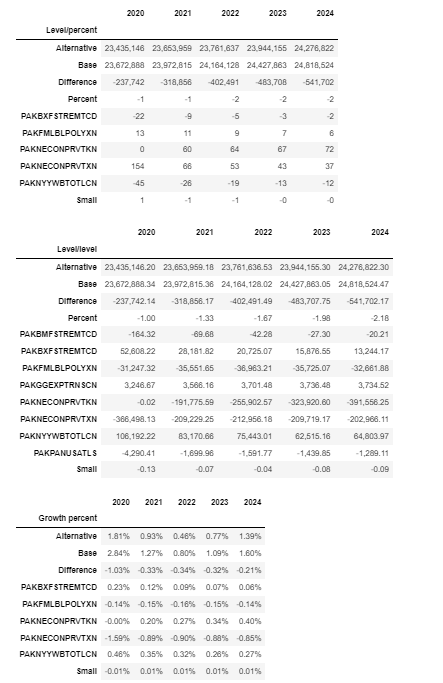 2020 2021 2022 2023 2024
Level/percent
Alternative 23,435,146 23,653,959 23,761,637 23,944,155 24,276,822
Base 23,672,888 23,972,815 24,164,128 24,427,863 24,818,524
Difference -237,742 -318,856 -402,491 -483,708 -541,702
Percent -1 -1 -2 -2 -2
PAKBXFSTREMTCD -22 -9 -5 -3 -2
PAKFMLBLPOLYXN 13 11 9 7 6
PAKNECONPRVTKN 0 60 64 67 72
PAKNECONPRVTXN 154 66 53 43 37
PAKNYYWBTOTLCN -45 -26 -19 -13 -12
Small 1 -1 -1 -0 -0
2020 2021 2022 2023 2024
Level/level
Alternative 23,435,146.20 23,653,959.18 23,761,636.53 23,944,155.30 24,276,822.30
Base 23,672,888.34 23,972,815.36 24,164,128.02 24,427,863.05 24,818,524.47
Difference -237,742.14 -318,856.17 -402,491.49 -483,707.75 -541,702.17
Percent -1.00 -1.33 -1.67 -1.98 -2.18
PAKBMFSTREMTCD -164.32 -69.68 -42.28 -27.30 -20.21
PAKBXFSTREMTCD 52,608.22 28,181.82 20,725.07 15,876.55 13,244.17
PAKFMLBLPOLYXN -31,247.32 -35,551.65 -36,963.21 -35,725.07 -32,661.88
PAKGGEXPTRNSCN 3,246.67 3,566.16 3,701.48 3,736.48 3,734.52
PAKNECONPRVTKN -0.02 -191,775.59 -255,902.57 -323,920.60 -391,556.25
PAKNECONPRVTXN -366,498.13 -209,229.25 -212,956.18 -209,719.17 -202,966.11
PAKNYYWBTOTLCN 106,192.22 83,170.66 75,443.01 62,515.16 64,803.97
PAKPANUSATLS -4,290.41 -1,699.96 -1,591.77 -1,439.85 -1,289.11
Small -0.13 -0.07 -0.04 -0.08 -0.09
2020 2021 2022 2023 2024
Growth percent
Alternative 1.81% 0.93% 0.46% 0.77% 1.39%
Base 2.84% 1.27% 0.80% 1.09% 1.60%
Difference -1.03% -0.33% -0.34% -0.32% -0.21%
PAKBXFSTREMTCD 0.23% 0.12% 0.09% 0.07% 0.06%
PAKFMLBLPOLYXN -0.14% -0.15% -0.16% -0.15% -0.14%
PAKNECONPRVTKN -0.00% 0.20% 0.27% 0.34% 0.40%
PAKNECONPRVTXN -1.59% -0.89% -0.90% -0.88% -0.85%
PAKNYYWBTOTLCN 0.46% 0.35% 0.32% 0.26% 0.27%
Small -0.01% 0.01% 0.01% 0.01% 0.01%